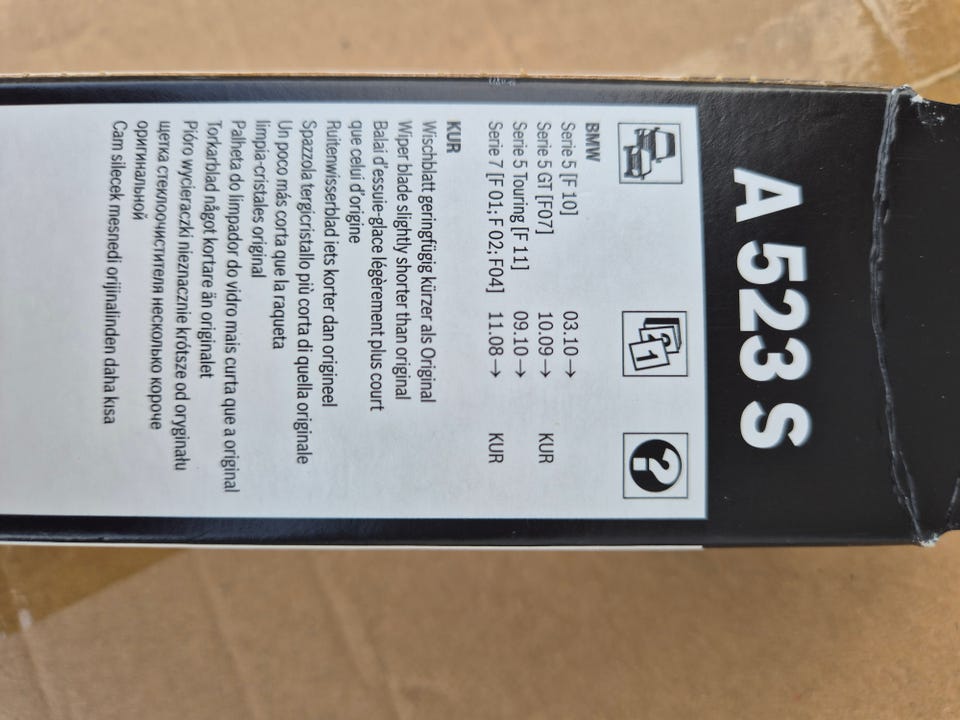 A 523 S
BMW
Serie 5 [F 10] 03.10→
Serie 5 GT [F07] 10.09→ KUR
Serie 5 Touring [F 11] 09.10→
Serie 7 [F 01; F 02; F04] 11.08→ KUR
KUR
Wischblatt geringfügig kürzer als Original
Wiper blade slightly shorter than original
Balai d'essuie-glace légèrement plus court
que celui d'origine
Ruitenwisserblad iets korter dan origineel
Spazzola tergicristallo più corta di quella originale
Un poco más corta que la raqueta
limpia-cristales original
Palheta do limpador do vidro mais curta que a original
Torkarblad något kortare än originalet
Pióro wycieraczki nieznacznie krótsze od oryginału
щетка стеклоочистителя несколько короче
оригинальной
Cam silecek mesnedi orijinalinden daha kısa